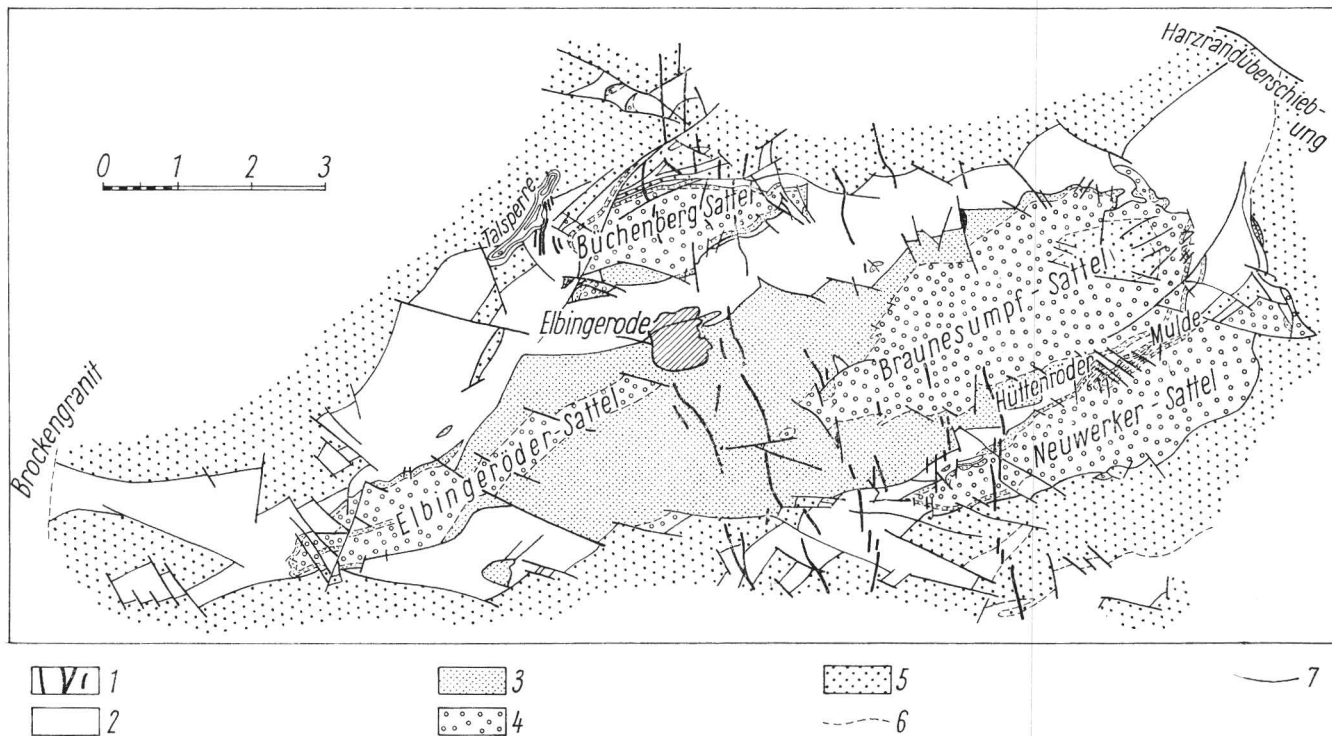 Harzrandüberschieb-
ung
0 1 2 3
Talsperre
Buchenberg Sattel
Elbingerode
Braunesumpf Sattel
Hüttenröder Mulde
Neuwerker-Sattel
Elbingeröder-Sattel
Brockengranit
1 3 5 7
2 4 6